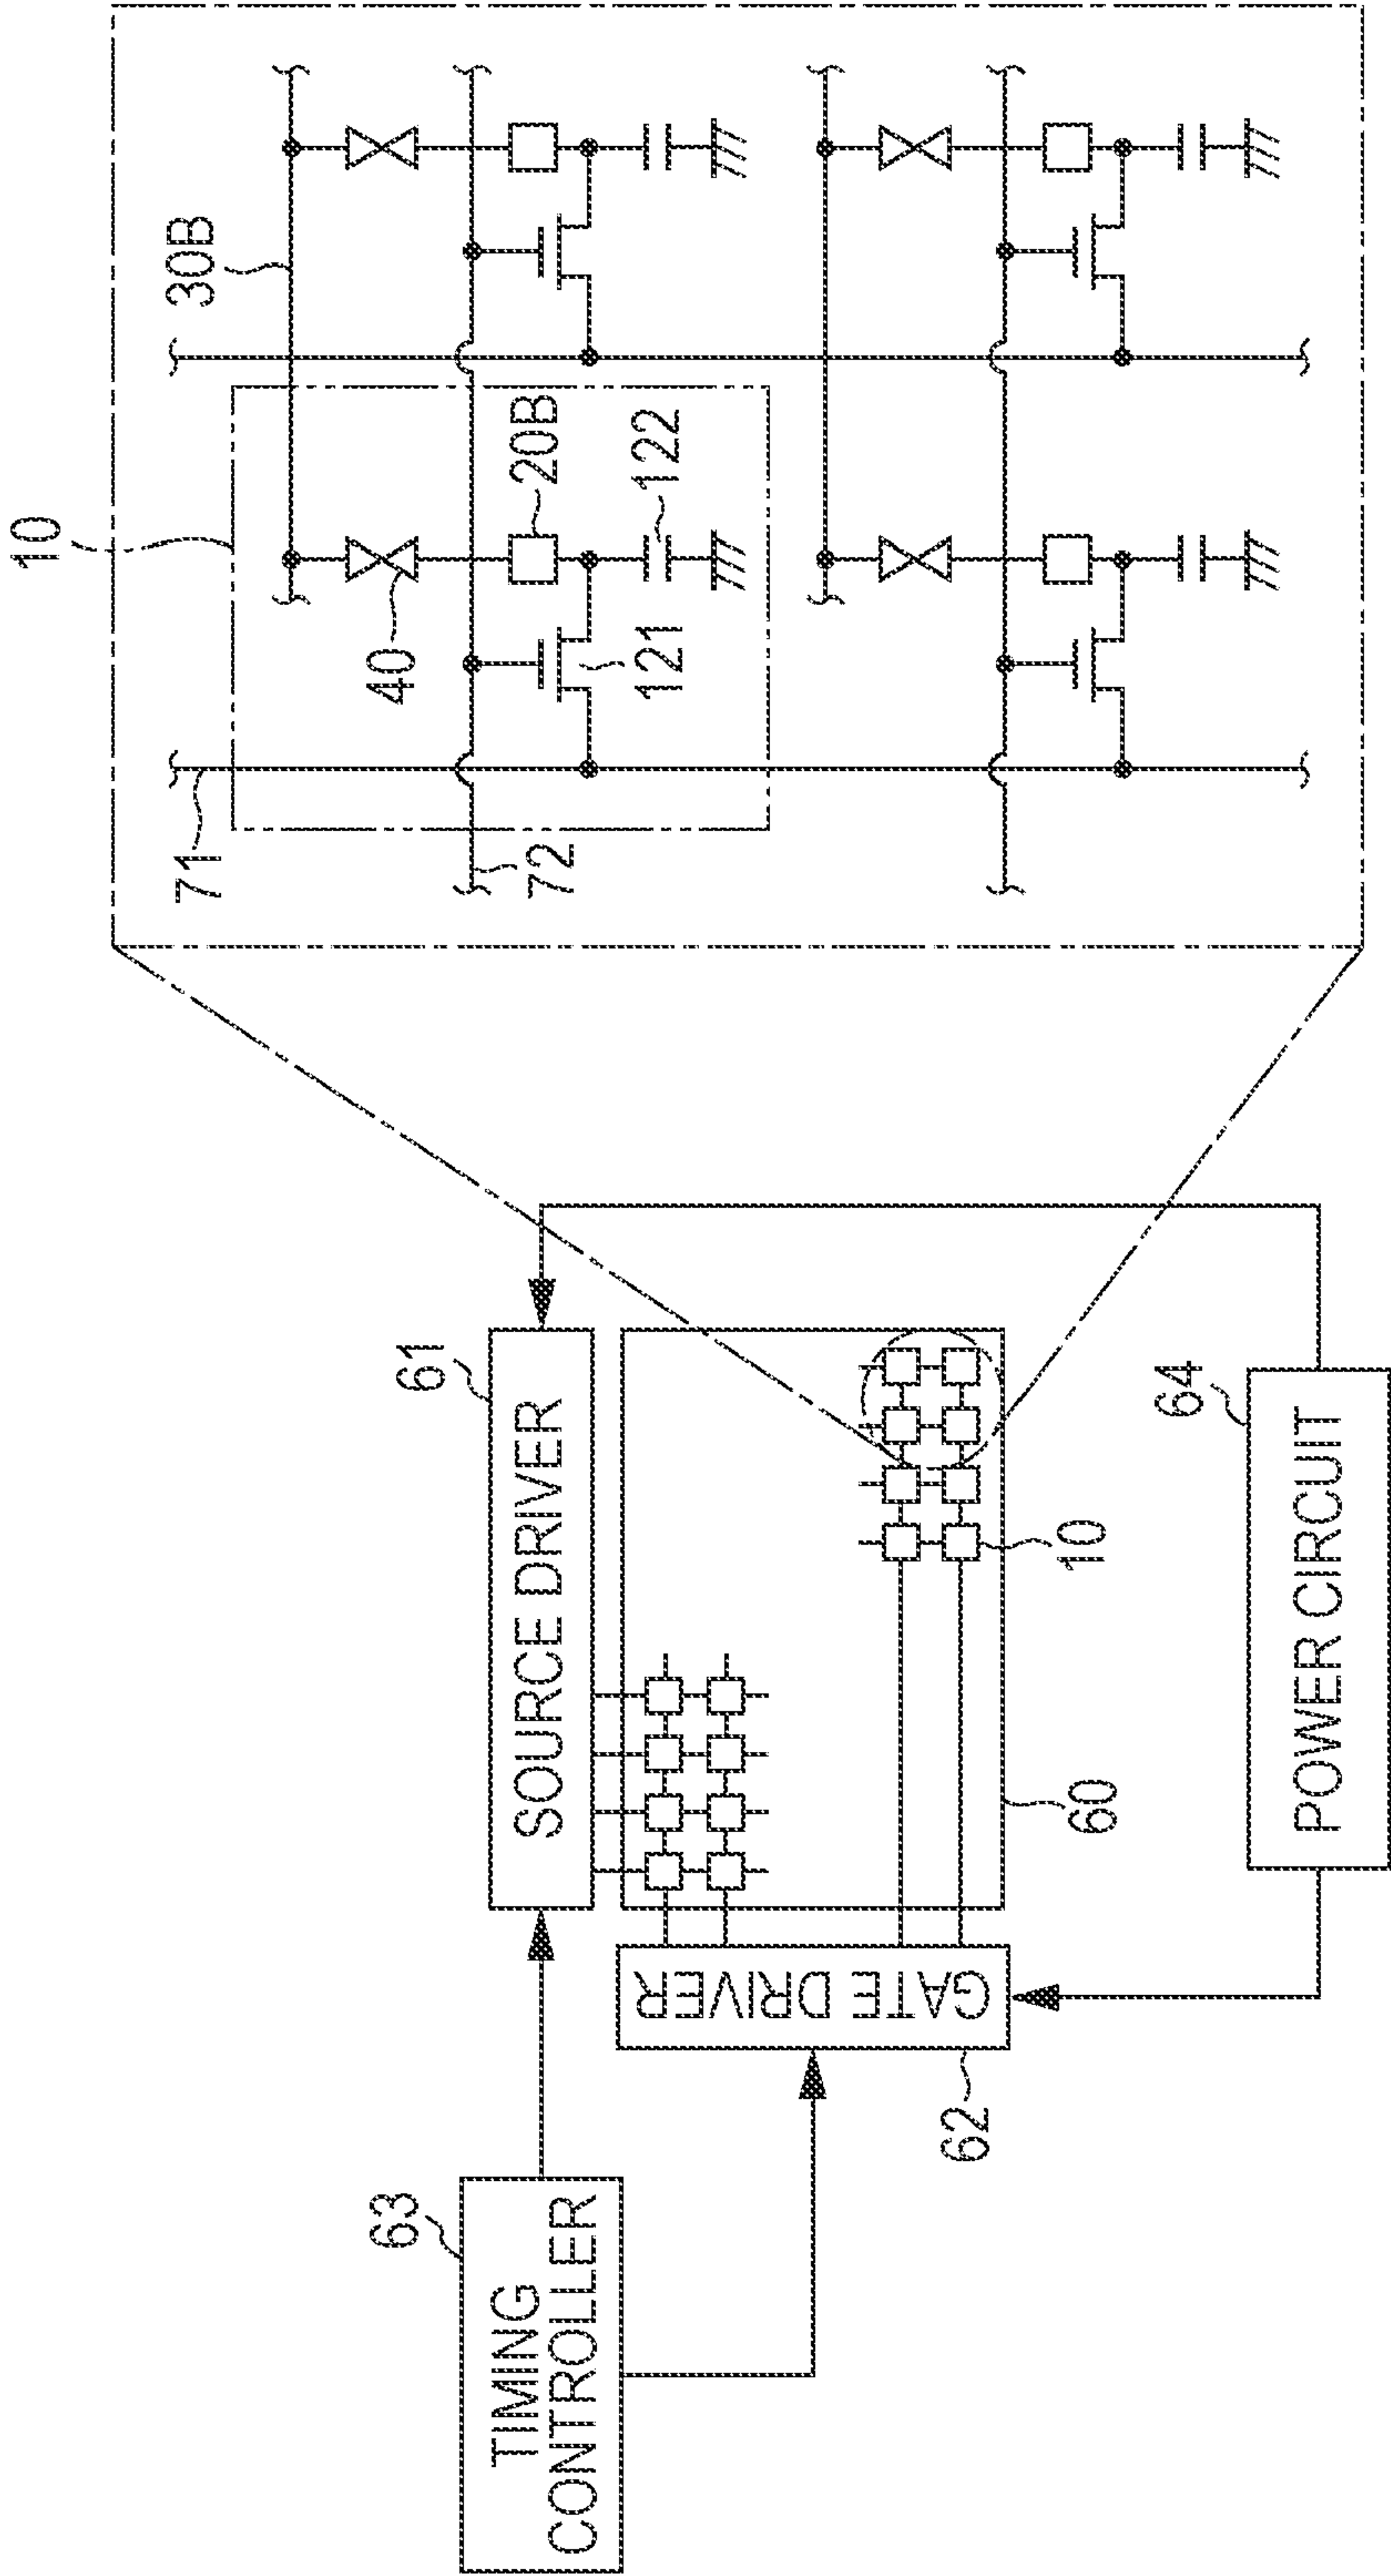 63
TIMING
CONTROLLER
61
SOURCE DRIVER
62
GATE DRIVER
60
10
64
POWER CIRCUIT
10
71
72
30B
40
20B
121
122